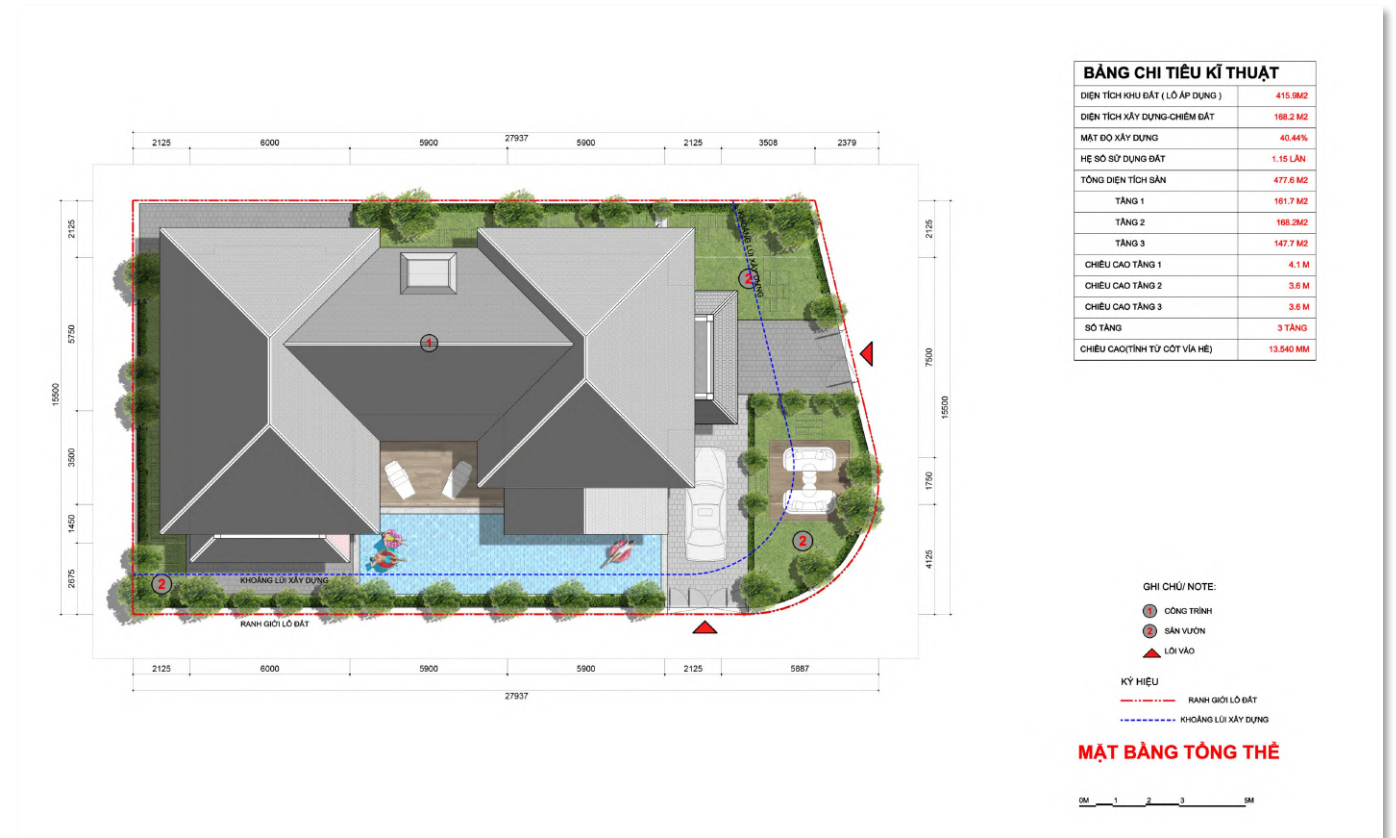 BẢNG CHI TIÊU KĨ THUẬT
DIỆN TÍCH KHU ĐẤT ( LÔ ÁP DỤNG ) 415.9M2
DIỆN TÍCH XÂY DỰNG-CHIẾM ĐẤT 168.2 M2
MẬT ĐỘ XÂY DỰNG 40.44%
HỆ SỐ SỬ DỤNG ĐẤT 1.15 LẦN
TỔNG DIỆN TÍCH SÀN 477.6 M2
TẦNG 1 161.7 M2
TẦNG 2 168.2M2
TẦNG 3 147.7 M2
CHIỀU CAO TẦNG 1 4.1 M
CHIỀU CAO TẦNG 2 3.6 M
CHIỀU CAO TẦNG 3 3.6 M
SỐ TẦNG 3 TẦNG
CHIỀU CAO(TÍNH TỪ CỐT VỈA HÈ) 13.540 MM
27937
2125 6000 5900 5900 2125 3508 2379
15500
2125
5750
3500
1450
2675
2125
7500
1750
4125
15500
1
2
2
2
KHOẢNG LÙI XÂY DỰNG
KHOẢNG LÙI XÂY DỰNG
RANH GIỚI LÔ ĐẤT
2125 6000 5900 5900 2125 5887
27937
GHI CHÚ/ NOTE:
1 CÔNG TRÌNH
2 SÂN VƯỜN
LỐI VÀO
KÝ HIỆU
RANH GIỚI LÔ ĐẤT
KHOẢNG LÙI XÂY DỰNG
MẶT BẰNG TỔNG THỂ
0M 1 2 3 5M